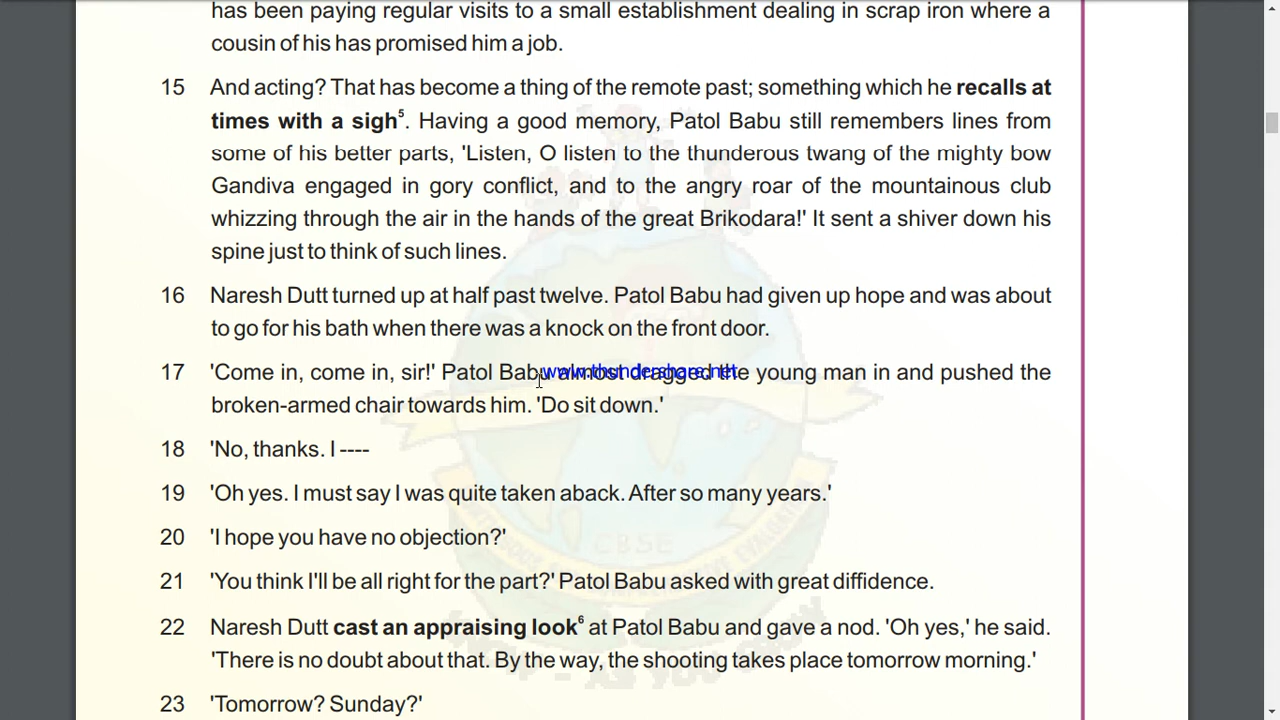 has been paying regular visits to a small establishment dealing in scrap iron where a
cousin of his has promised him a job.
15 And acting? That has become a thing of the remote past; something which he recalls at
times with a sigh5. Having a good memory, Patol Babu still remembers lines from
some of his better parts, 'Listen, O listen to the thunderous twang of the mighty bow
Gandiva engaged in gory conflict, and to the angry roar of the mountainous club
whizzing through the air in the hands of the great Brikodara!' It sent a shiver down his
spine just to think of such lines.
16 Naresh Dutt turned up at half past twelve. Patol Babu had given up hope and was about
to go for his bath when there was a knock on the front door.
17 'Come in, come in, sir!' Patol Babu almost dragged the young man in and pushed the
www.thundershare.net
broken-armed chair towards him. 'Do sit down.'
18 'No, thanks. I ----
19 'Oh yes. I must say I was quite taken aback. After so many years.'
20 'I hope you have no objection?'
CBSE
21 'You think I'll be all right for the part?' Patol Babu asked with great diffidence.
22 Naresh Dutt cast an appraising look6 at Patol Babu and gave a nod. 'Oh yes,' he said.
'There is no doubt about that. By the way, the shooting takes place tomorrow morning.'
23 'Tomorrow? Sunday?'